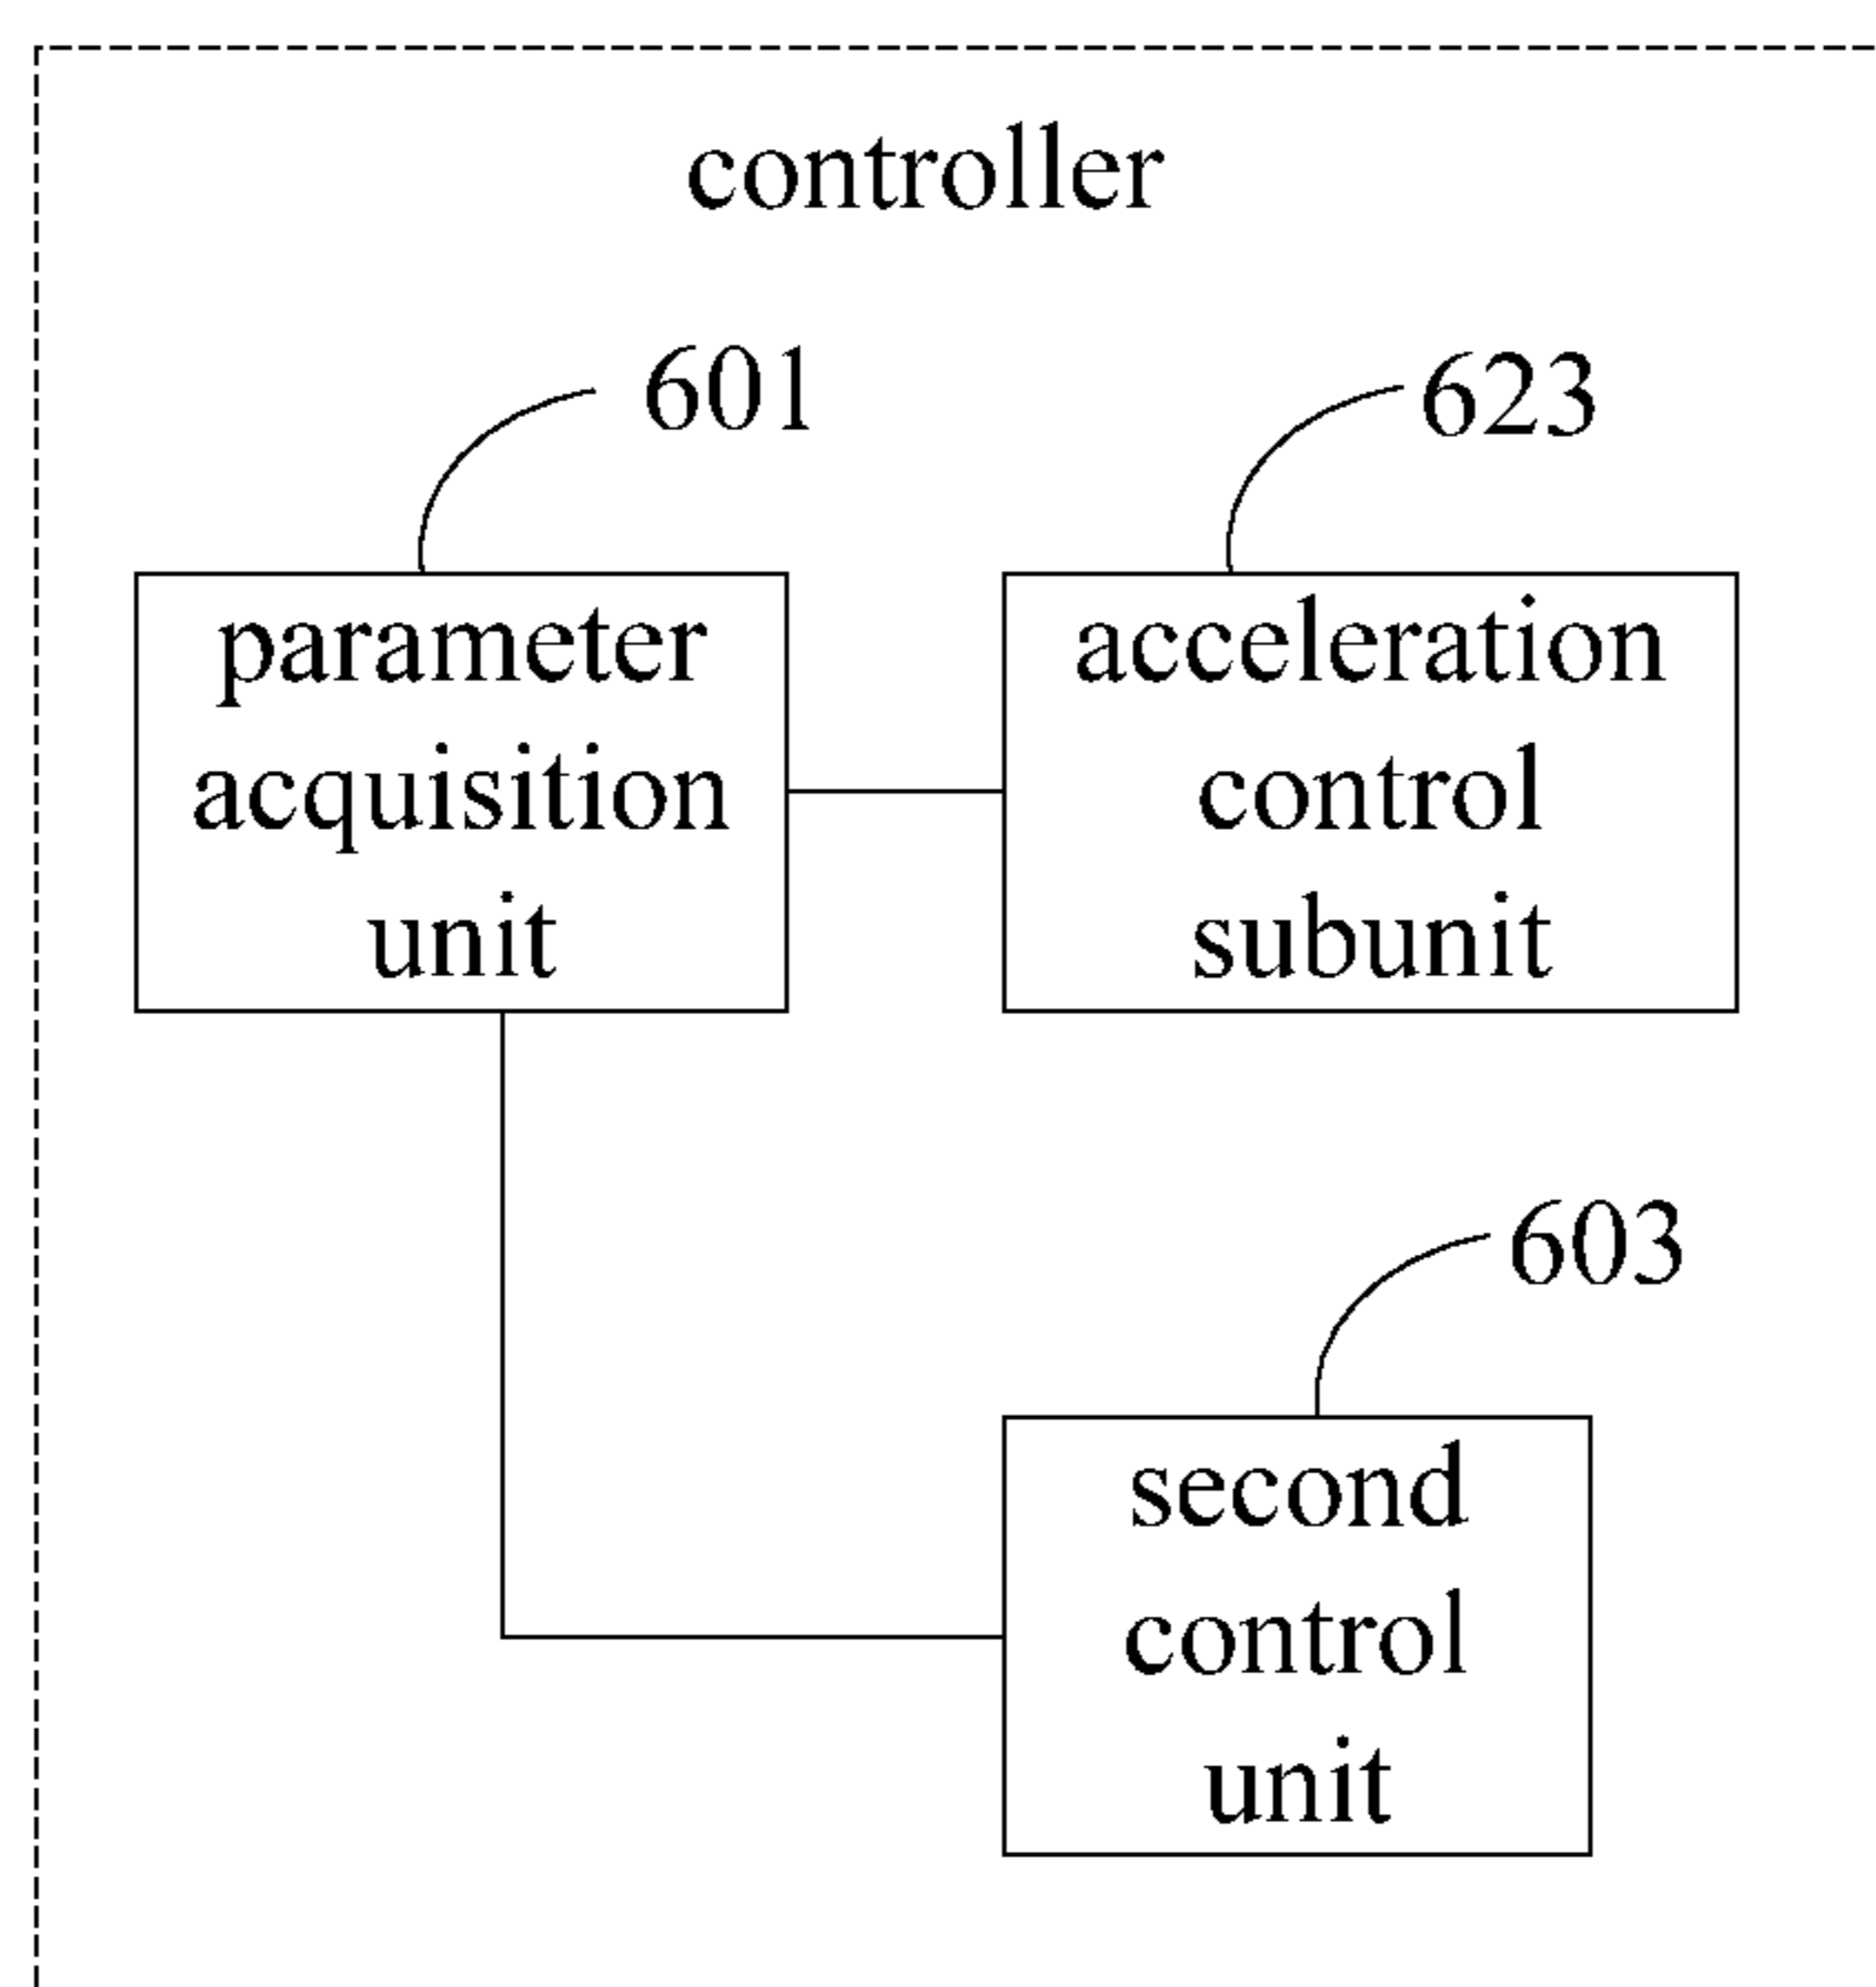 controller
601
623
parameter
acquisition
unit
acceleration
control
subunit
603
second
control
unit